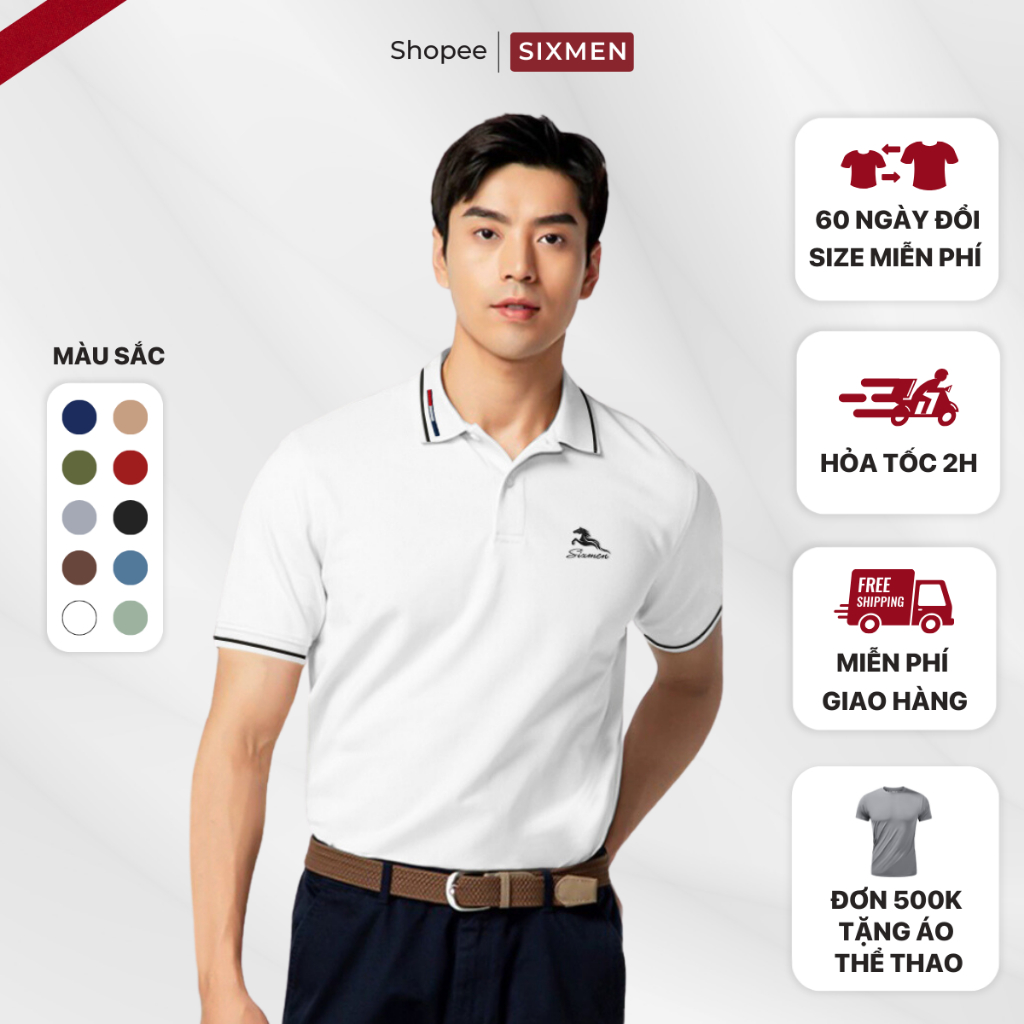 Shopee | SIXMEN
MÀU SẮC
Sixmen
60 NGÀY ĐỔI
SIZE MIỄN PHÍ
HỎA TỐC 2H
FREE
SHIPPING
MIỄN PHÍ
GIAO HÀNG
ĐƠN 500K
TẶNG ÁO
THỂ THAO